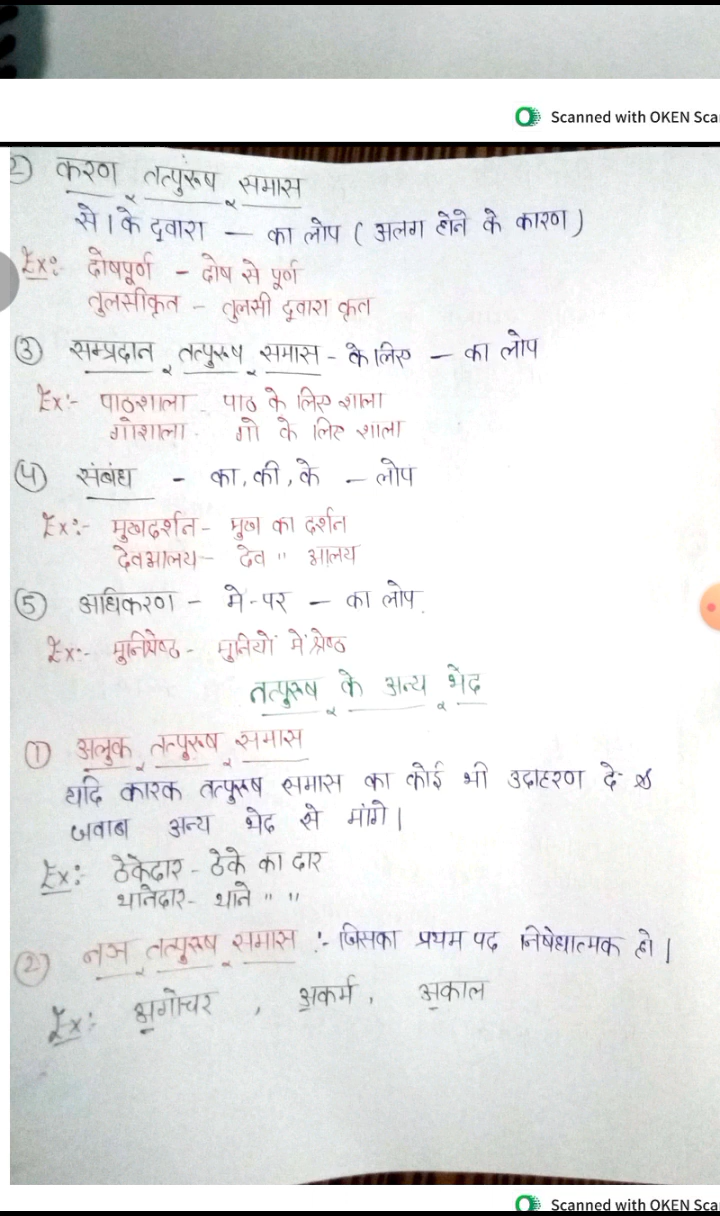 Scanned with OKEN Sca
2) करण तत्पुरूष समास
से । के द्वारा – का लोप ( अलग होने के कारण )
Ex:- दोषपूर्ण - दोष से पूर्ण
तुलसीकृत - तुलसी द्वारा कृत
③ सम्प्रदान तत्पुरूष समास - के लिए – का लोप
Ex:- पाठशाला - पाठ के लिए शाला
गोशाला - गो के लिए शाला
④ संबंध - का, की, के – लोप
Ex:- मुखदर्शन - मुख का दर्शन
देवआलय - देव " आलय
⑤ अधिकरण - मे - पर – का लोप.
Ex:- मुनिश्रेष्ठ - मुनियों में श्रेष्ठ
तत्पुरूष के अन्य भेद
① अलुक तत्पुरूष समास
यदि कारक तत्पुरूष समास का कोई भी उदाहरण दे-
जवाब अन्य भेद से मांगे |
Ex:- ठेकेदार - ठेके का दार
थानेदार - थाने " "
② नञ तत्पुरूष समास :- जिसका प्रथम पद निषेधात्मक हो |
Ex: अगोचर , अकर्म , अकाल
Scanned with OKEN Sca